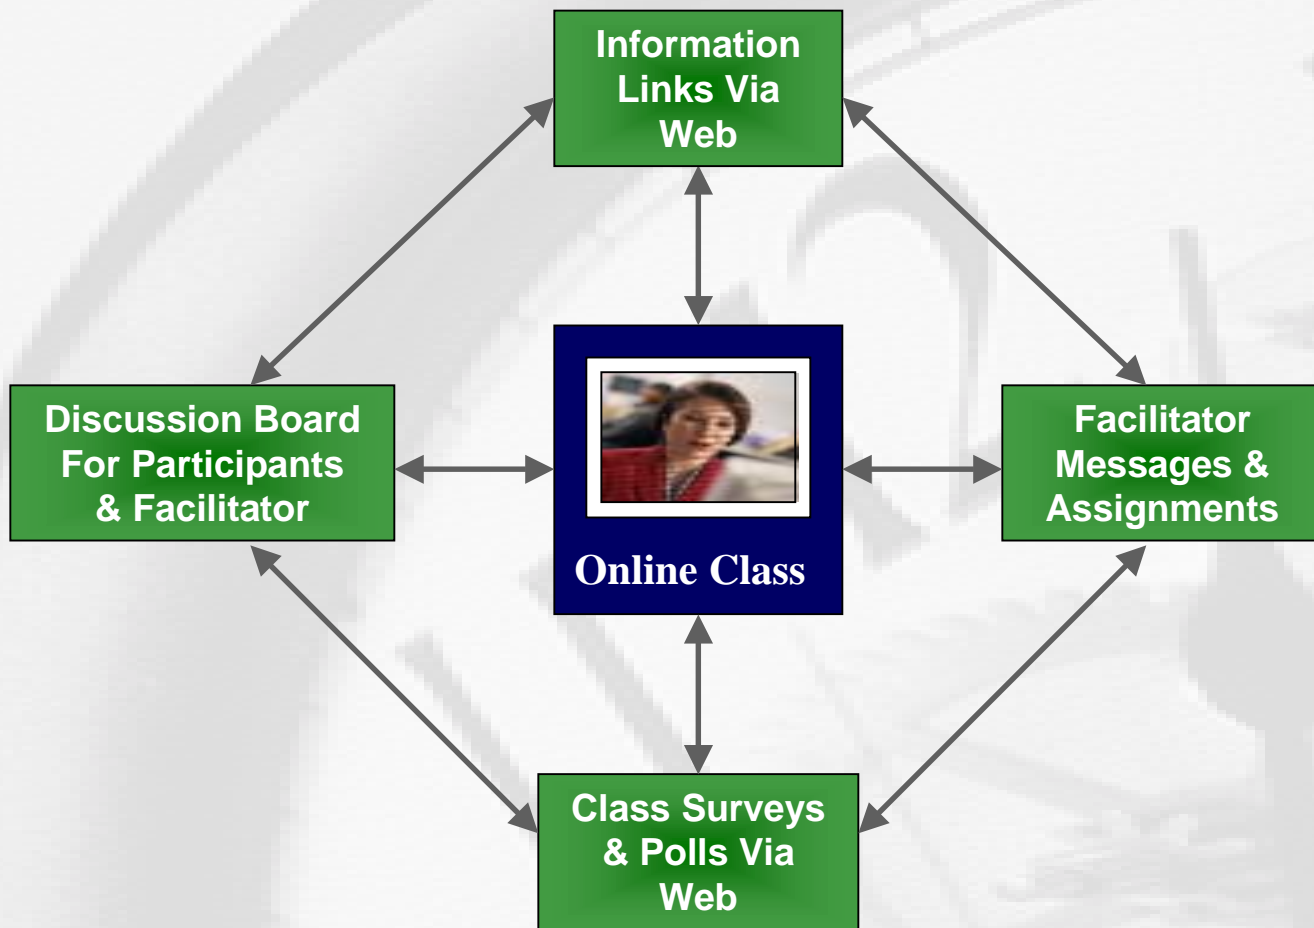 Information
Links Via
Web
Discussion Board
For Participants
& Facilitator
Online Class
Facilitator
Messages &
Assignments
Class Surveys
& Polls Via
Web